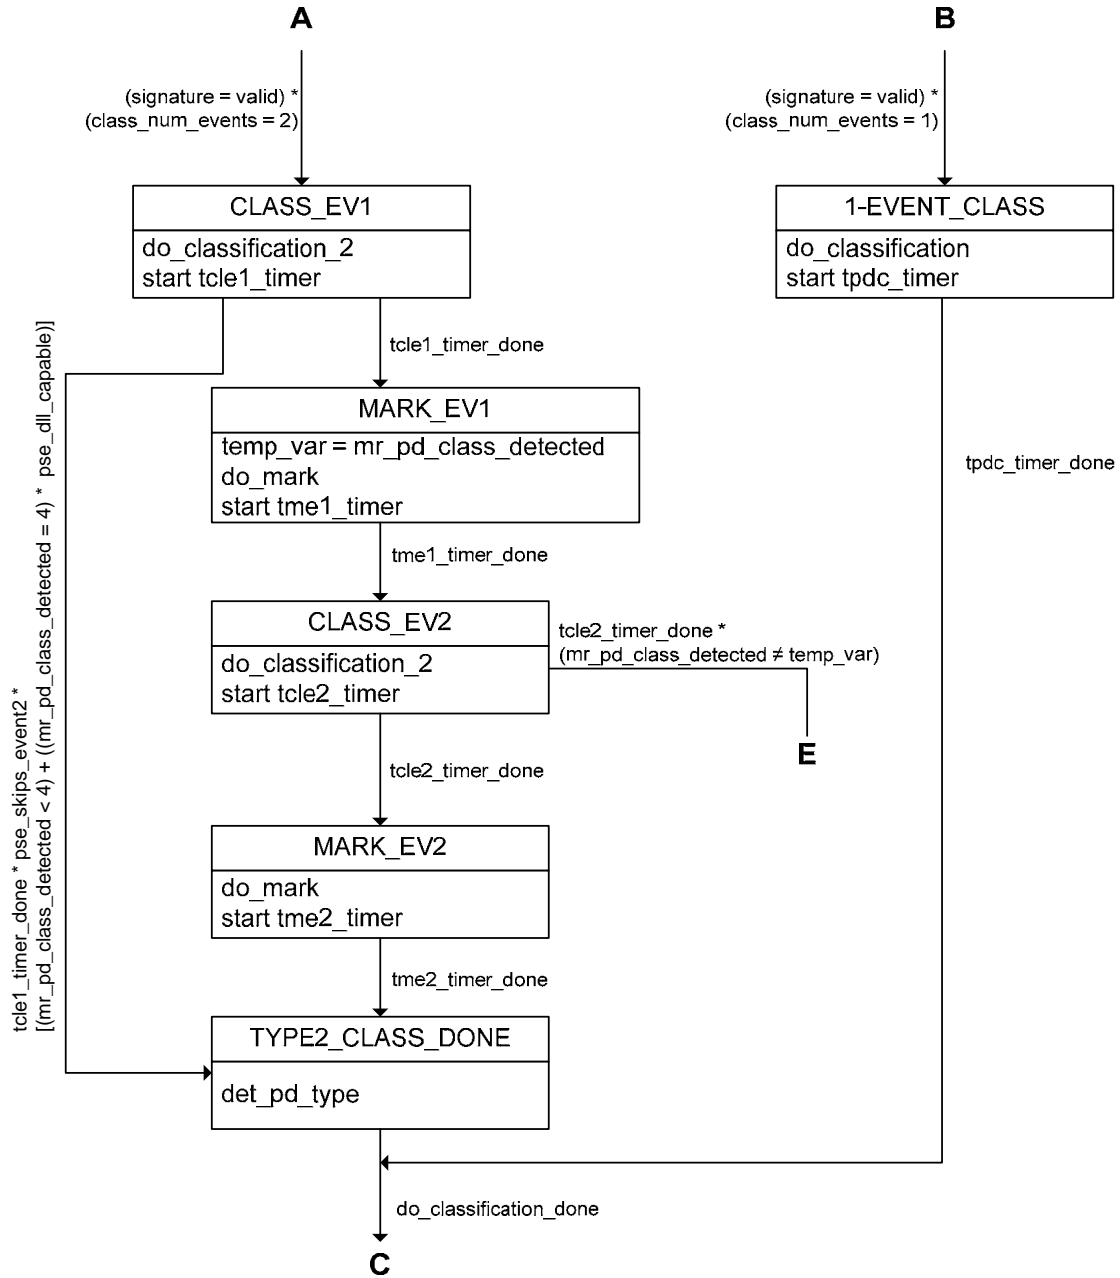 A
B
(signature = valid) *
(class_num_events = 2)
(signature = valid) *
(class_num_events = 1)
CLASS_EV1
do_classification_2
start tcle1_timer
1-EVENT_CLASS
do_classification
start tpdc_timer
tcle1_timer_done
MARK_EV1
temp_var = mr_pd_class_detected
do_mark
start tme1_timer
tpdc_timer_done
tme1_timer_done
CLASS_EV2
do_classification_2
start tcle2_timer
tcle2_timer_done *
(mr_pd_class_detected ≠ temp_var)
E
tcle2_timer_done
tcle1_timer_done * pse_skips_event2 *
[(mr_pd_class_detected < 4) + ((mr_pd_class_detected = 4) * pse_dll_capable)]
MARK_EV2
do_mark
start tme2_timer
tme2_timer_done
TYPE2_CLASS_DONE
det_pd_type
do_classification_done
C